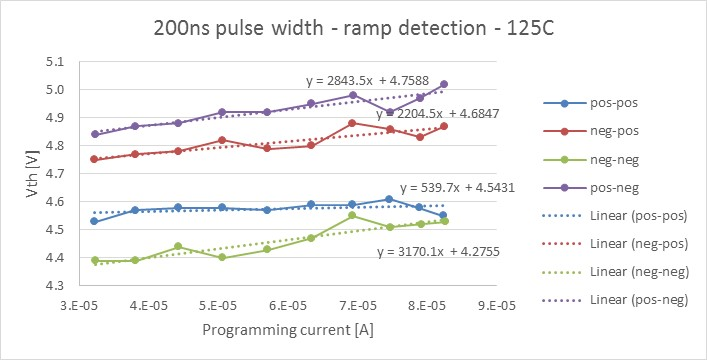 200ns pulse width - ramp detection - 125C
5.1
5.0
4.9
4.8
4.7
4.6
4.5
4.4
4.3
Vth [V]
y = 2843.5x + 4.7588
y = 2204.5x + 4.6847
y = 539.7x + 4.5431
3170.1x + 4.2755
3.E-05 4.E-05 5.E-05 6.E-05 7.E-05 8.E-05 9.E-05
Programming current [A]
pos-pos
neg-pos
neg-neg
pos-neg
Linear (pos-pos)
Linear (neg-pos)
Linear (neg-neg)
Linear (pos-neg)